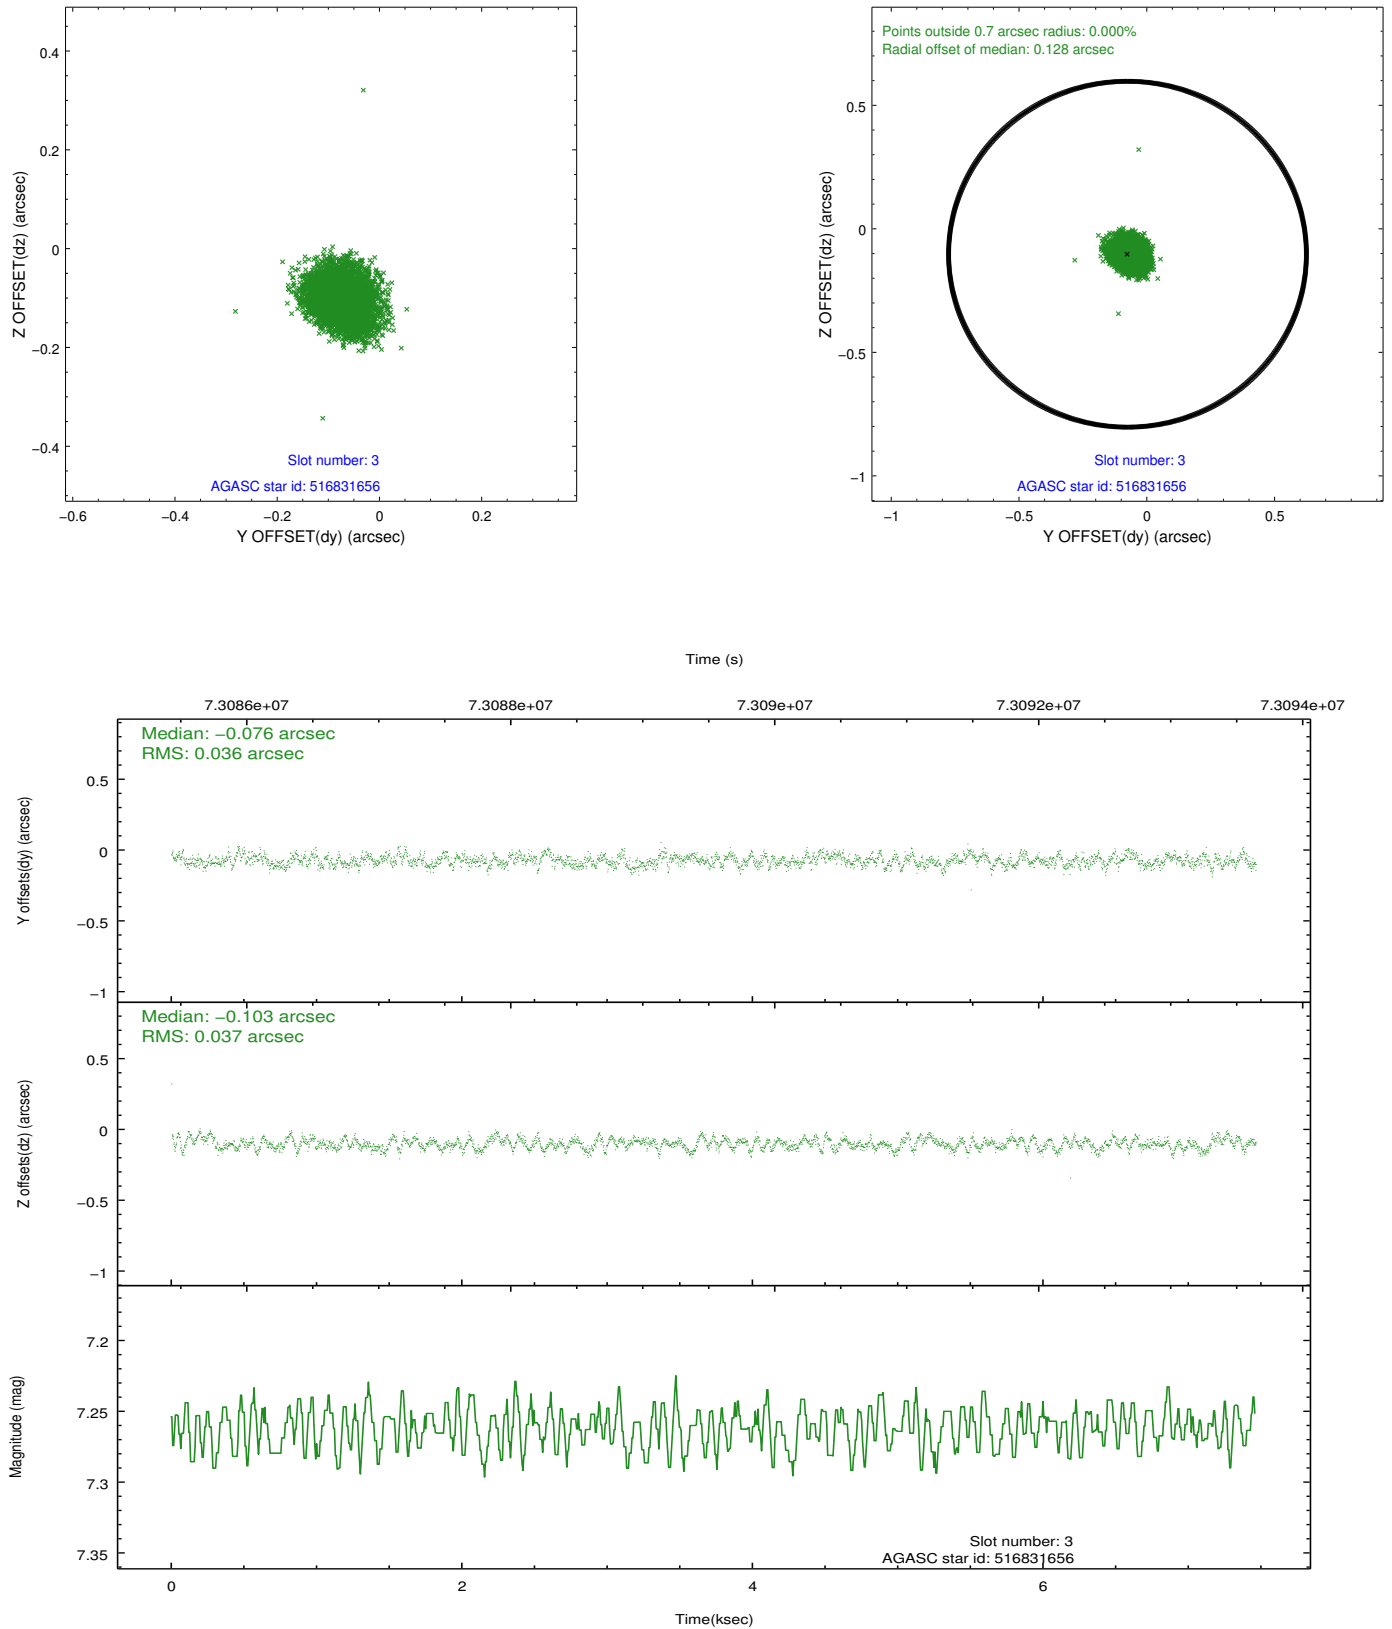 0.4
0.2
0
−0.2
−0.4
Z OFFSET(dz) (arcsec)
Slot number: 3
AGASC star id: 516831656
−0.6 −0.4 −0.2 0 0.2
Y OFFSET(dy) (arcsec)
Points outside 0.7 arcsec radius: 0.000%
Radial offset of median: 0.128 arcsec
0.5
0
−0.5
−1
Z OFFSET(dz) (arcsec)
Slot number: 3
AGASC star id: 516831656
−1 −0.5 0 0.5
Y OFFSET(dy) (arcsec)
Time (s)
7.3086e+07 7.3088e+07 7.309e+07 7.3092e+07 7.3094e+07
Median: −0.076 arcsec
RMS: 0.036 arcsec
0.5
0
−0.5
−1
Y offsets(dy) (arcsec)
Median: −0.103 arcsec
RMS: 0.037 arcsec
0.5
0
−0.5
−1
Z offsets(dz) (arcsec)
7.2
7.25
7.3
7.35
Magnitude (mag)
Slot number: 3
AGASC star id: 516831656
0 2 4 6
Time(ksec)